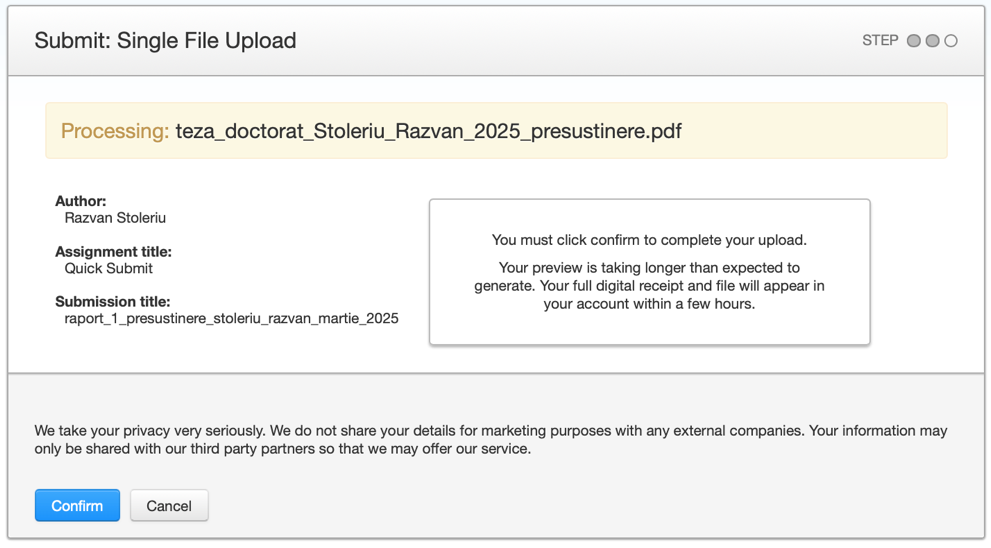 Submit: Single File Upload
STEP
Processing: teza_doctorat_Stoleriu_Razvan_2025_presustinere.pdf
Author:
Razvan Stoleriu
Assignment title:
Quick Submit
Submission title:
raport_1_presustinere_stoleriu_razvan_martie_2025
You must click confirm to complete your upload.
Your preview is taking longer than expected to
generate. Your full digital receipt and file will appear in
your account within a few hours.
We take your privacy very seriously. We do not share your details for marketing purposes with any external companies. Your information may
only be shared with our third party partners so that we may offer our service.
Confirm
Cancel